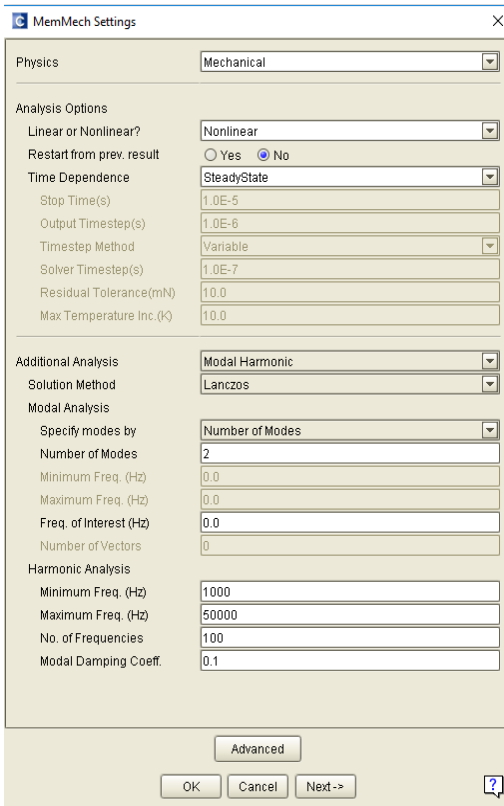 C MemMech Settings
Physics Mechanical
Analysis Options
Linear or Nonlinear? Nonlinear
Restart from prev. result Yes No
Time Dependence SteadyState
Stop Time(s) 1.0E-5
Output Timestep(s) 1.0E-6
Timestep Method Variable
Solver Timestep(s) 1.0E-7
Residual Tolerance(mN) 10.0
Max Temperature Inc.(K) 10.0
Additional Analysis Modal Harmonic
Solution Method Lanczos
Modal Analysis
Specify modes by Number of Modes
Number of Modes 2
Minimum Freq. (Hz) 0.0
Maximum Freq. (Hz) 0.0
Freq. of Interest (Hz) 0.0
Number of Vectors 0
Harmonic Analysis
Minimum Freq. (Hz) 1000
Maximum Freq. (Hz) 50000
No. of Frequencies 100
Modal Damping Coeff. 0.1
Advanced
OK Cancel Next->
?